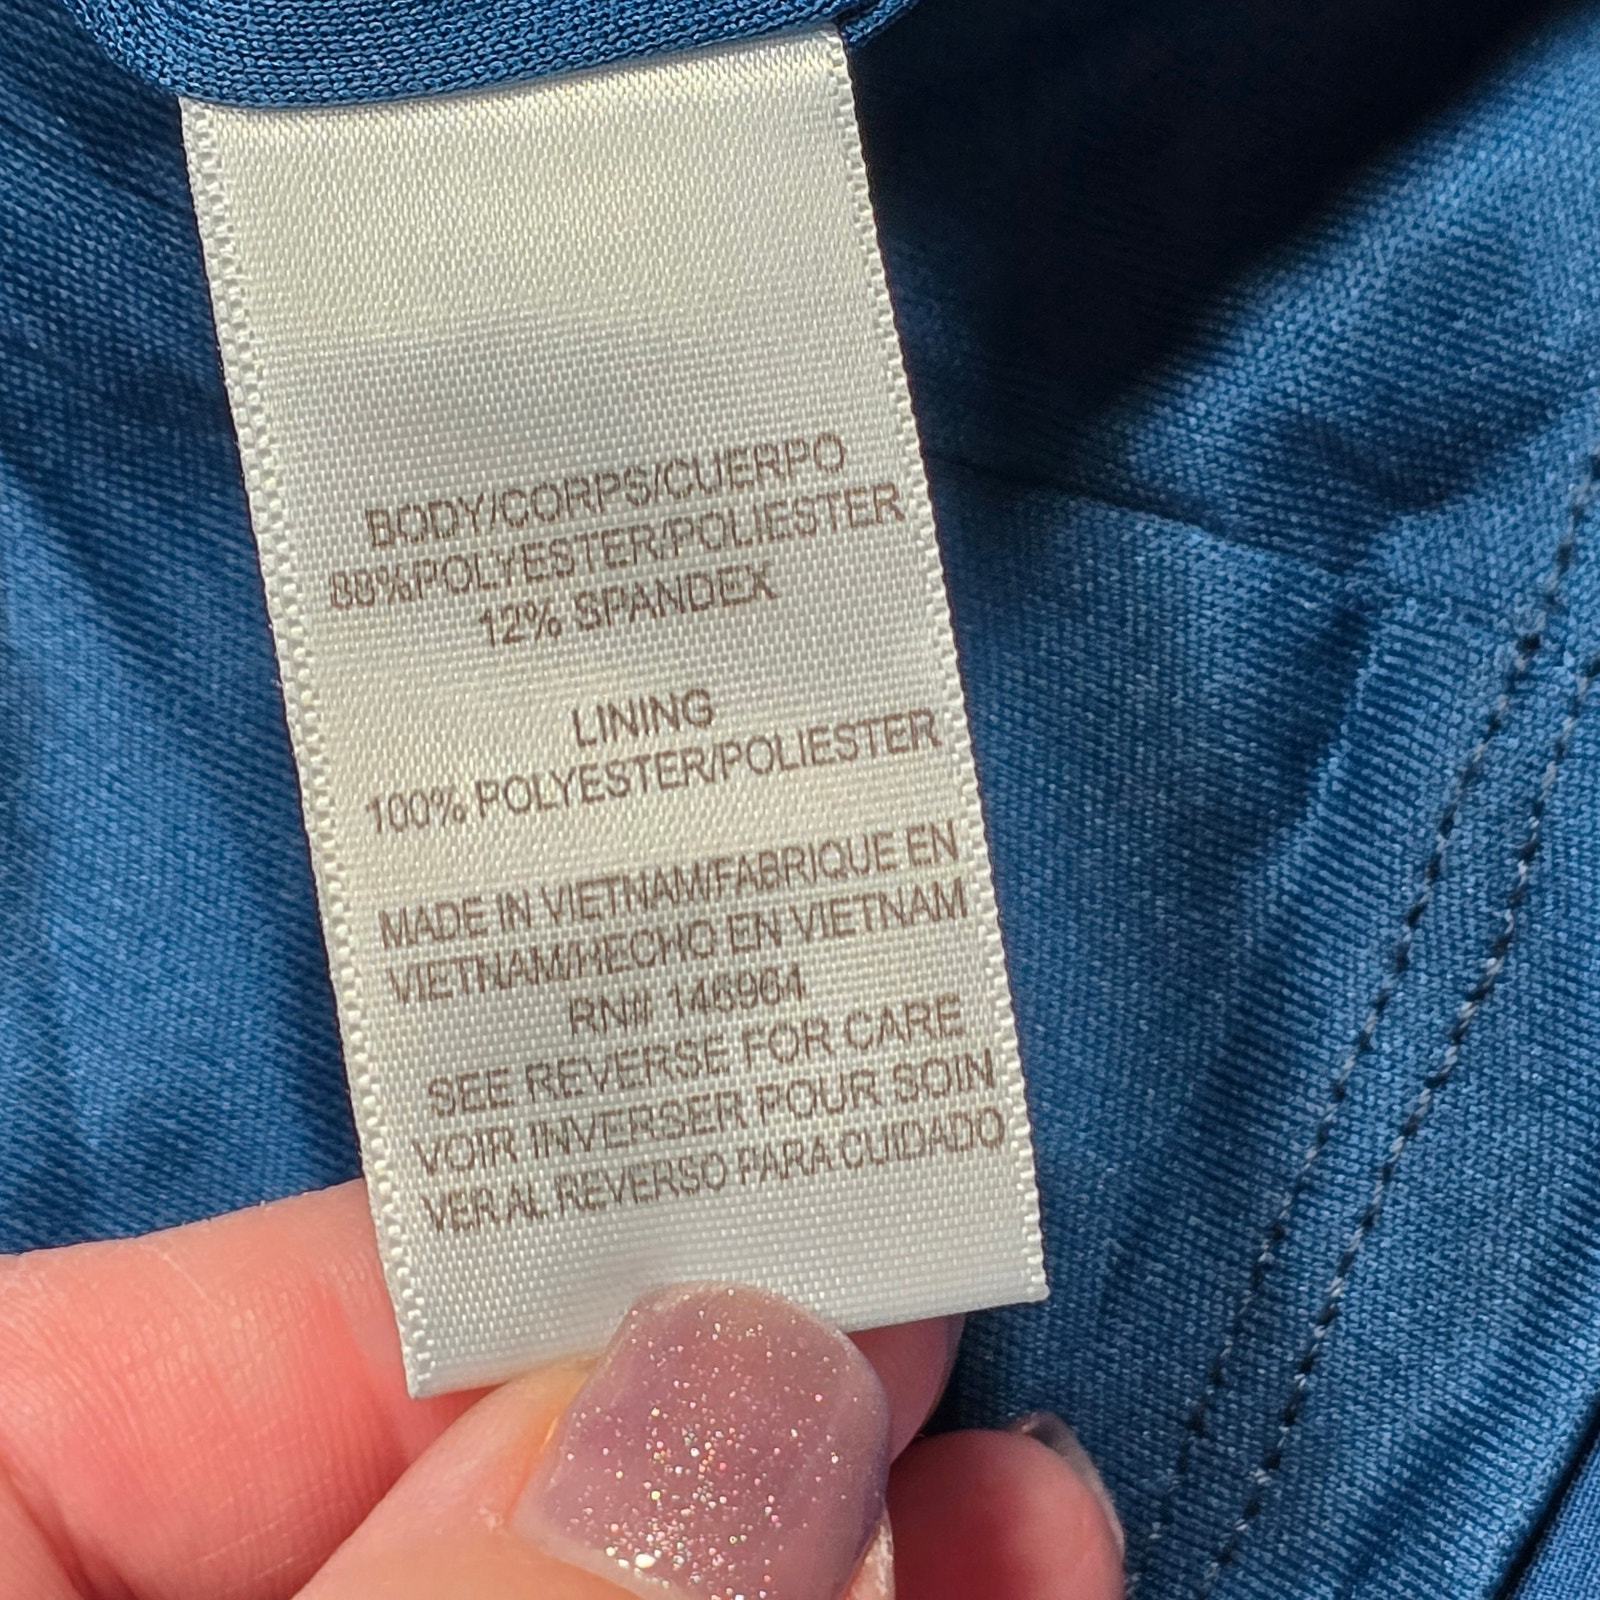 BODY/CORPS/CUERPO
88%POLYESTER/POLIESTER
12% SPANDEX
LINING
100% POLYESTER/POLIESTER
MADE IN VIETNAM/FABRIQUE EN
VIETNAM/HECHO EN VIETNAM
RN# 146964
SEE REVERSE FOR CARE
VOIR INVERSER POUR SOIN
VER AL REVERSO PARA CUIDADO